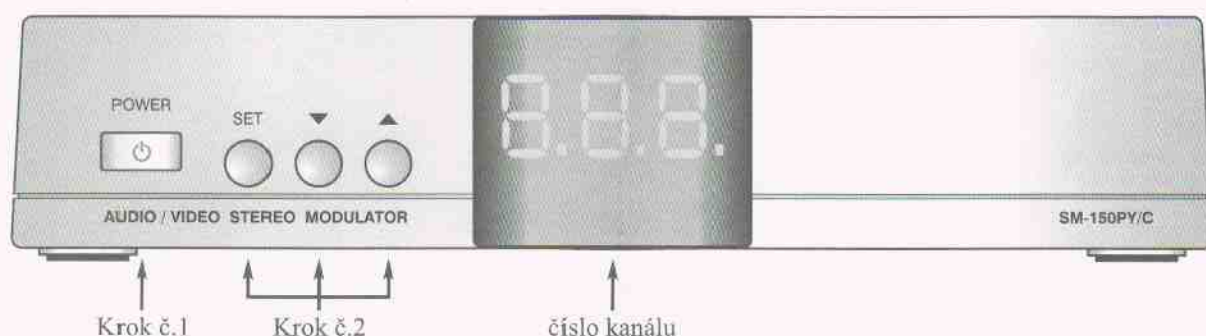 POWER
SET ▼ ▲
8.8.8.
AUDIO / VIDEO STEREO MODULATOR
SM-150PY/C
Krok č.1 Krok č.2 číslo kanálu